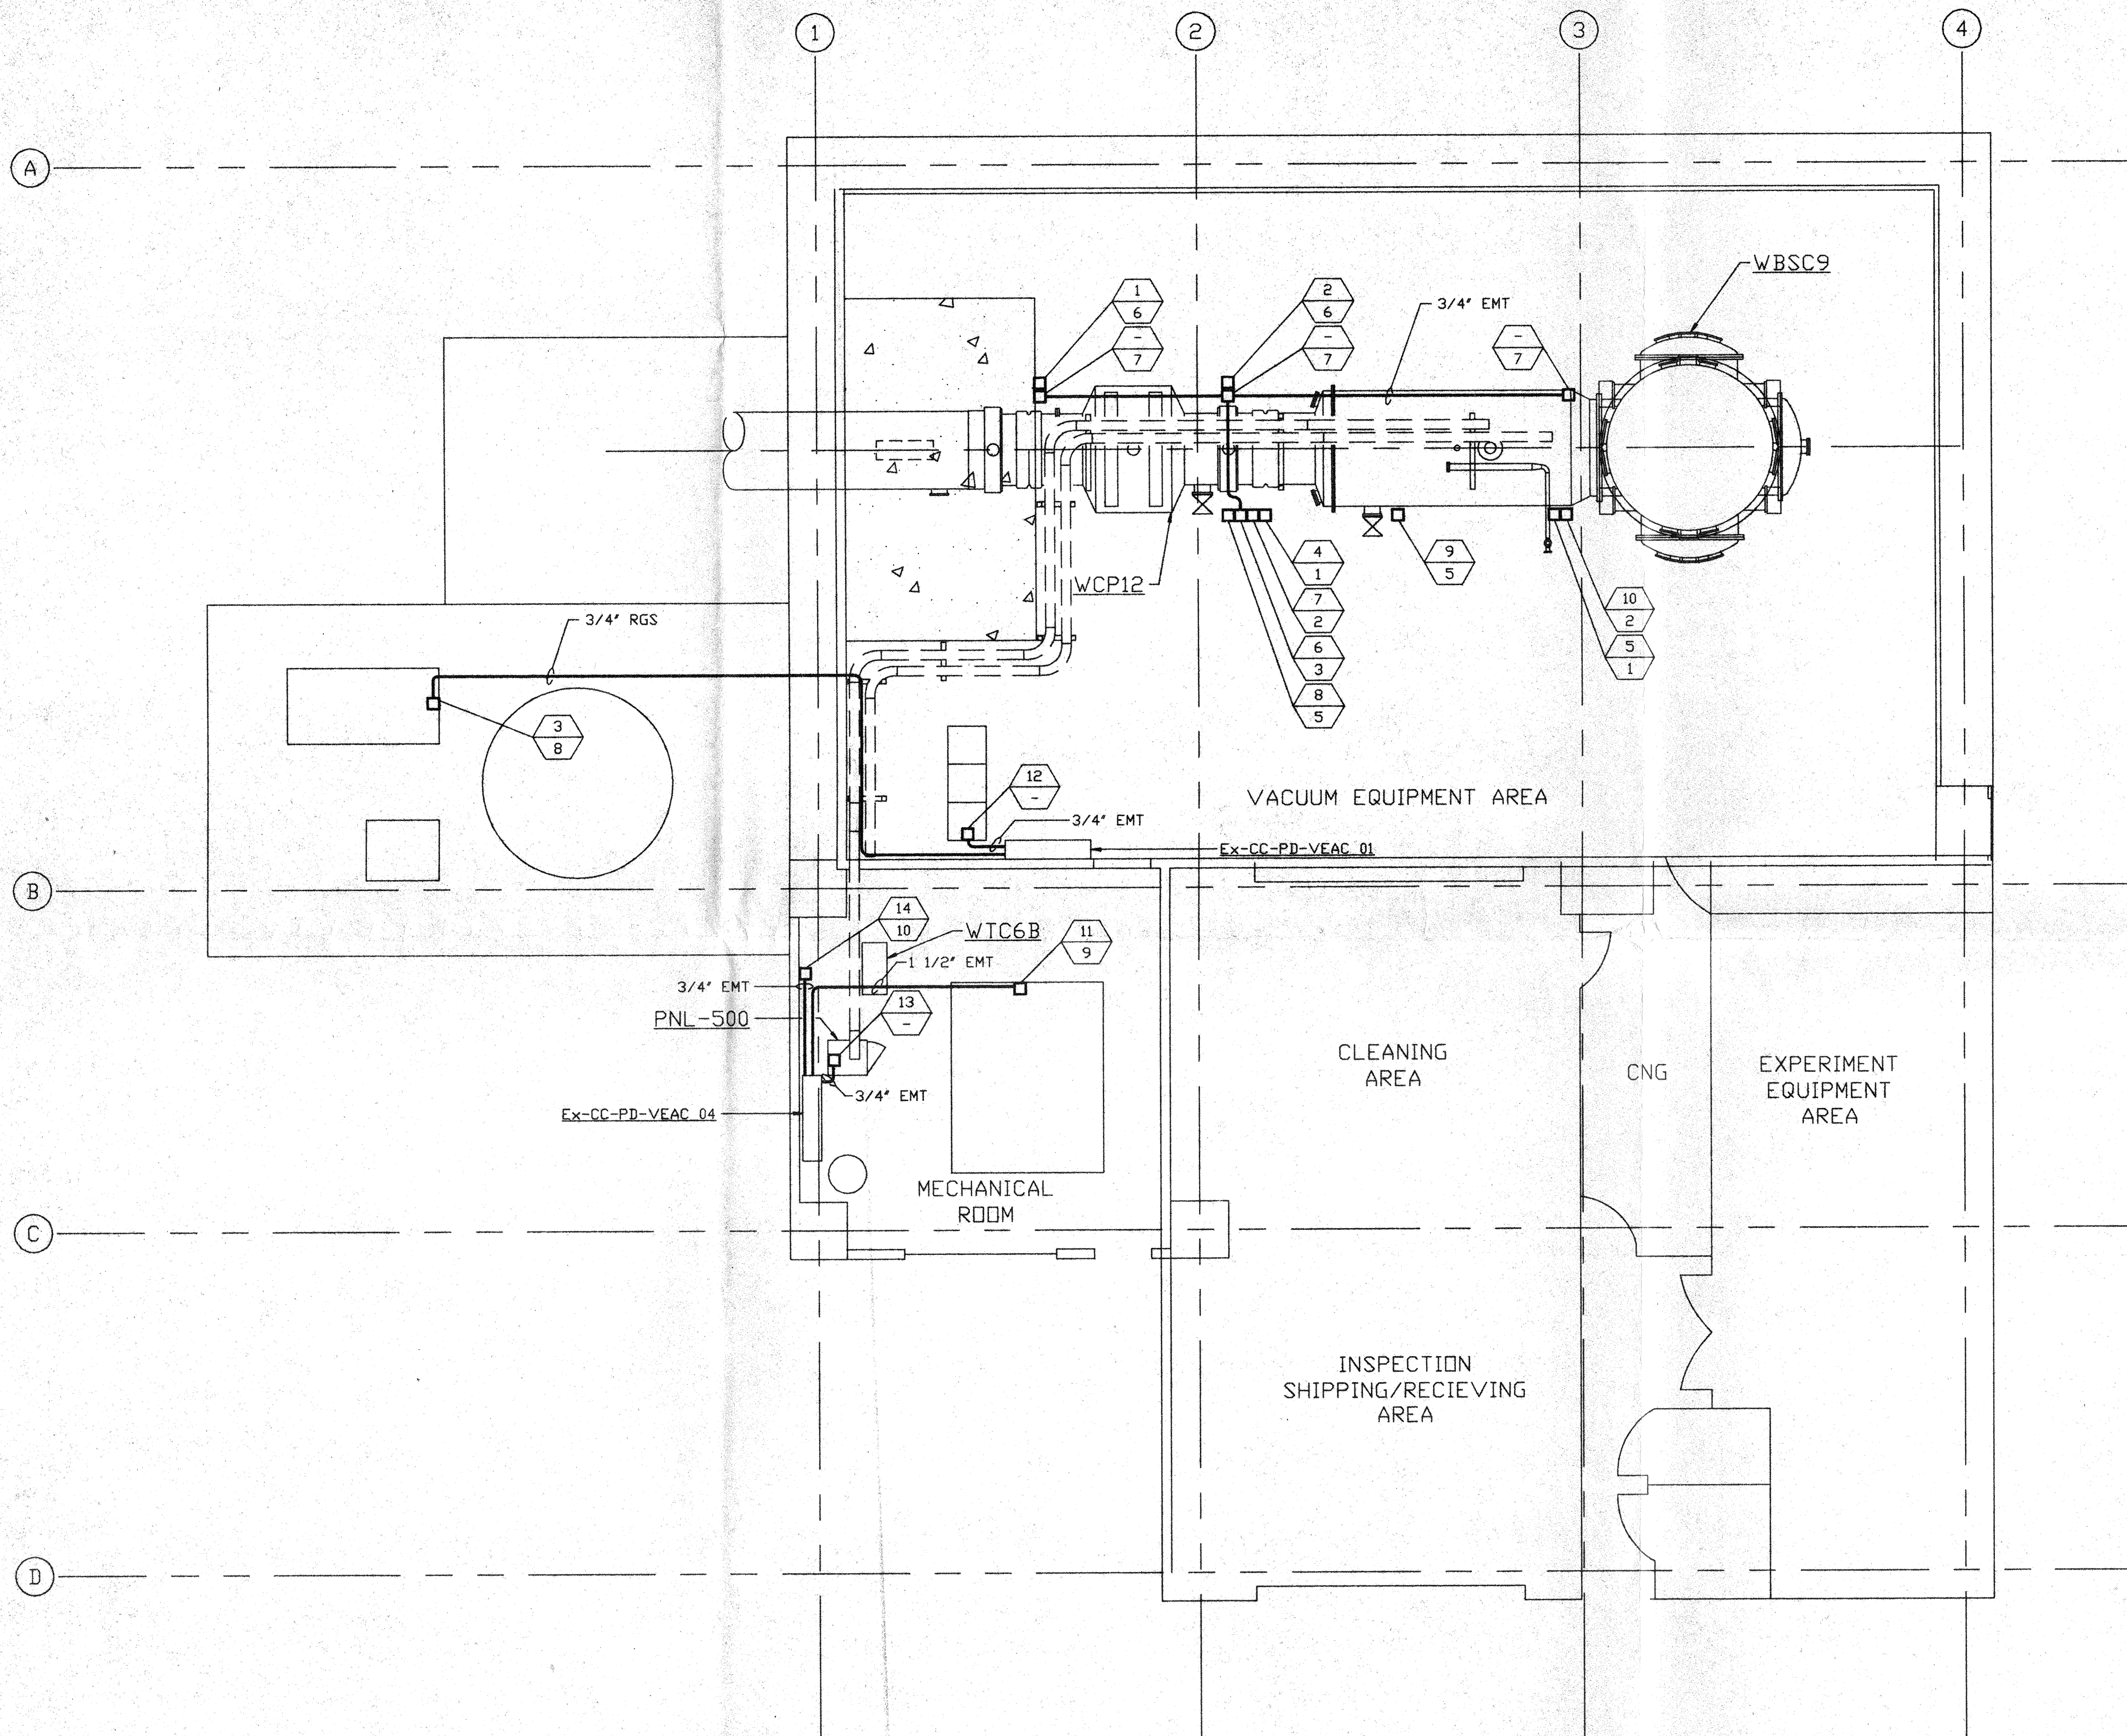 1
2
3
4
A
WBSC9
1
6
2
6
3/4" EMT
-
7
-
7
-
7
4
1
9
5
WCP12
7
2
10
2
6
3
5
1
8
5
3/4" RGS
3
8
12
-
VACUUM EQUIPMENT AREA
3/4" EMT
Ex-CC-PD-VEAC_01
B
14
10
WTC6B
11
9
1 1/2" EMT
3/4" EMT
13
-
PNL-500
3/4" EMT
Ex-CC-PD-VEAC_04
CLEANING
AREA
CNG
EXPERIMENT
EQUIPMENT
AREA
MECHANICAL
ROOM
C
INSPECTION
SHIPPING/RECIEVING
AREA
D